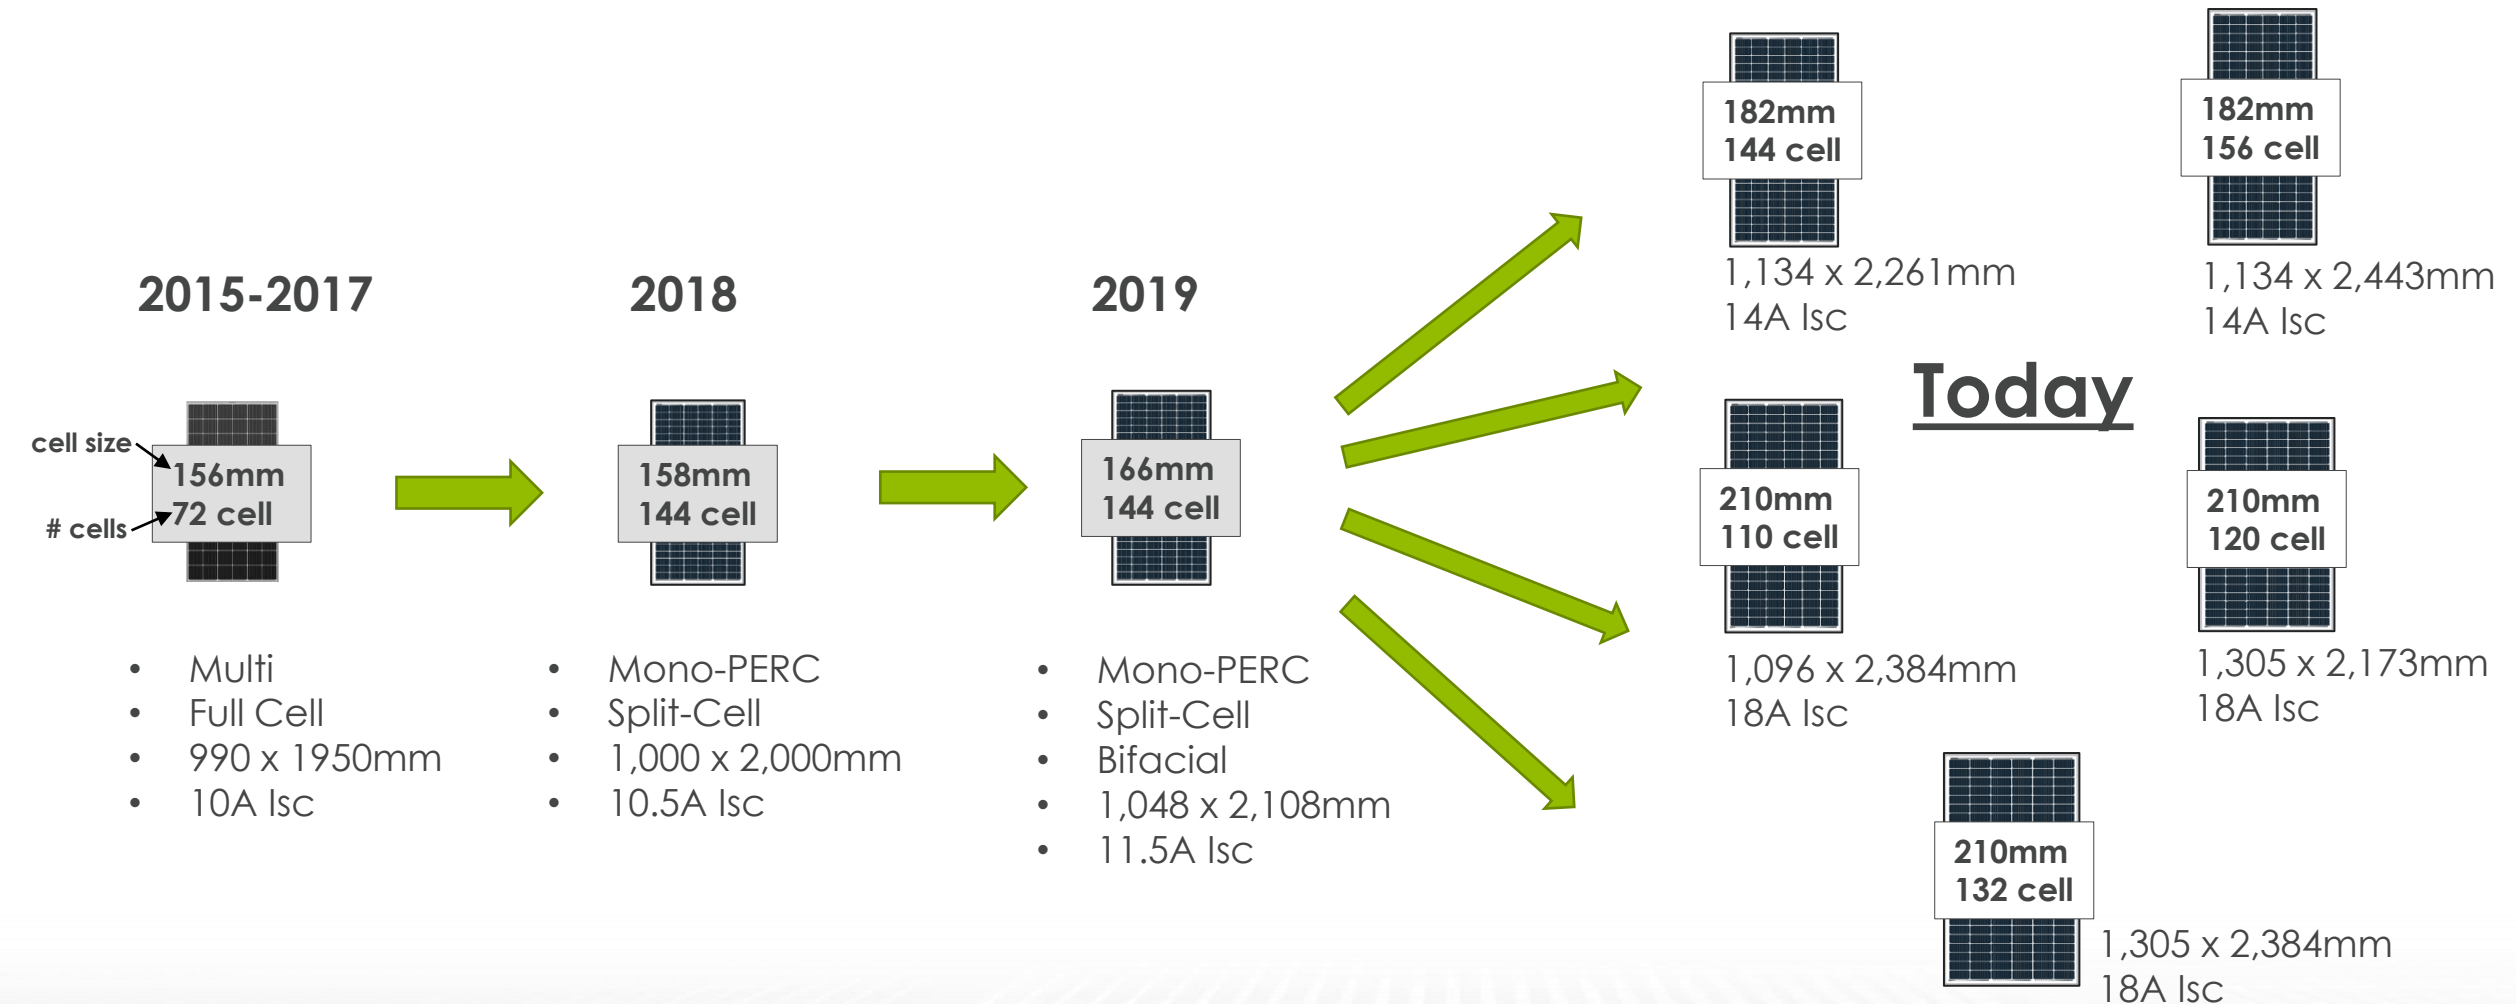 2015-2017
cell size
# cells
156mm
72 cell
• Multi
• Full Cell
• 990 x 1950mm
• 10A Isc
2018
158mm
144 cell
• Mono-PERC
• Split-Cell
• 1,000 x 2,000mm
• 10.5A Isc
2019
166mm
144 cell
• Mono-PERC
• Split-Cell
• Bifacial
• 1,048 x 2,108mm
• 11.5A Isc
Today
182mm
144 cell
1,134 x 2,261mm
14A Isc
182mm
156 cell
1,134 x 2,443mm
14A Isc
210mm
110 cell
1,096 x 2,384mm
18A Isc
210mm
120 cell
1,305 x 2,173mm
18A Isc
210mm
132 cell
1,305 x 2,384mm
18A Isc